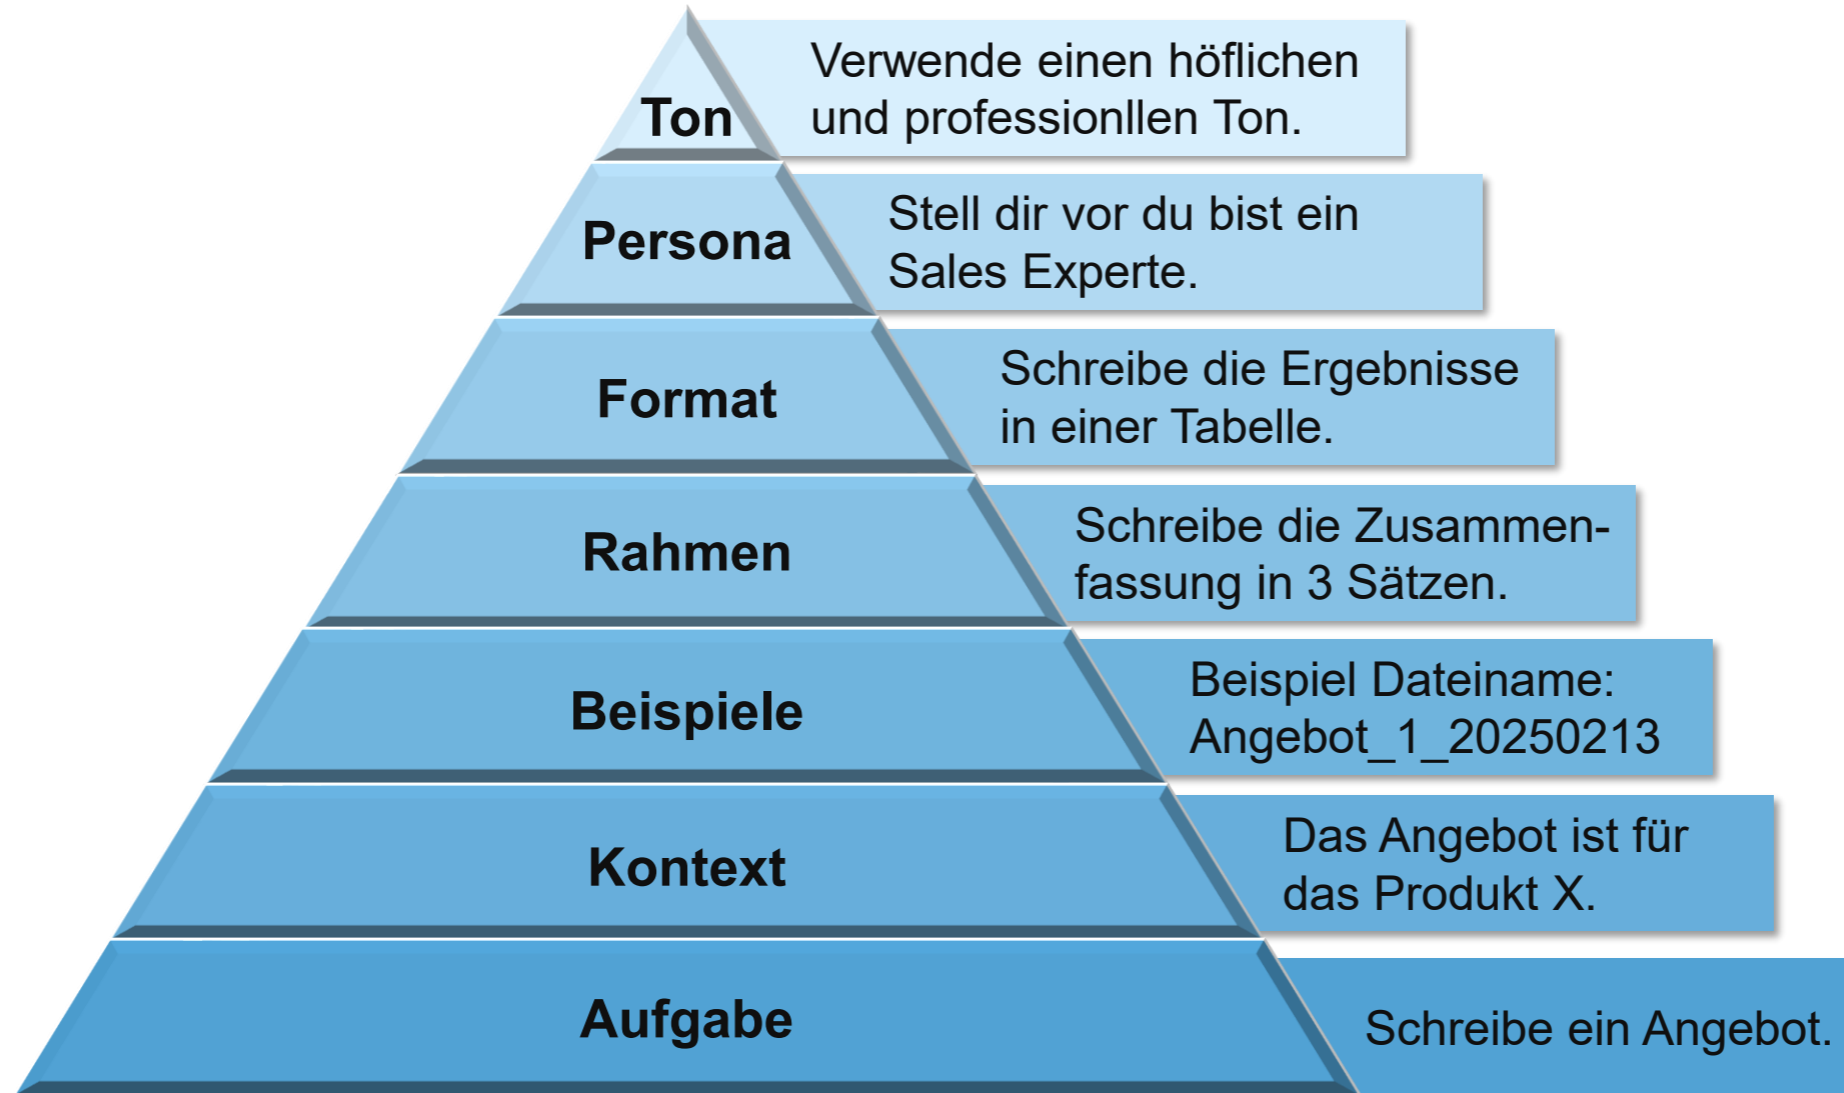 Ton
Verwende einen höflichen
und professionllen Ton.
Persona
Stell dir vor du bist ein
Sales Experte.
Format
Schreibe die Ergebnisse
in einer Tabelle.
Rahmen
Schreibe die Zusammen-
fassung in 3 Sätzen.
Beispiele
Beispiel Dateiname:
Angebot_1_20250213
Kontext
Das Angebot ist für
das Produkt X.
Aufgabe
Schreibe ein Angebot.